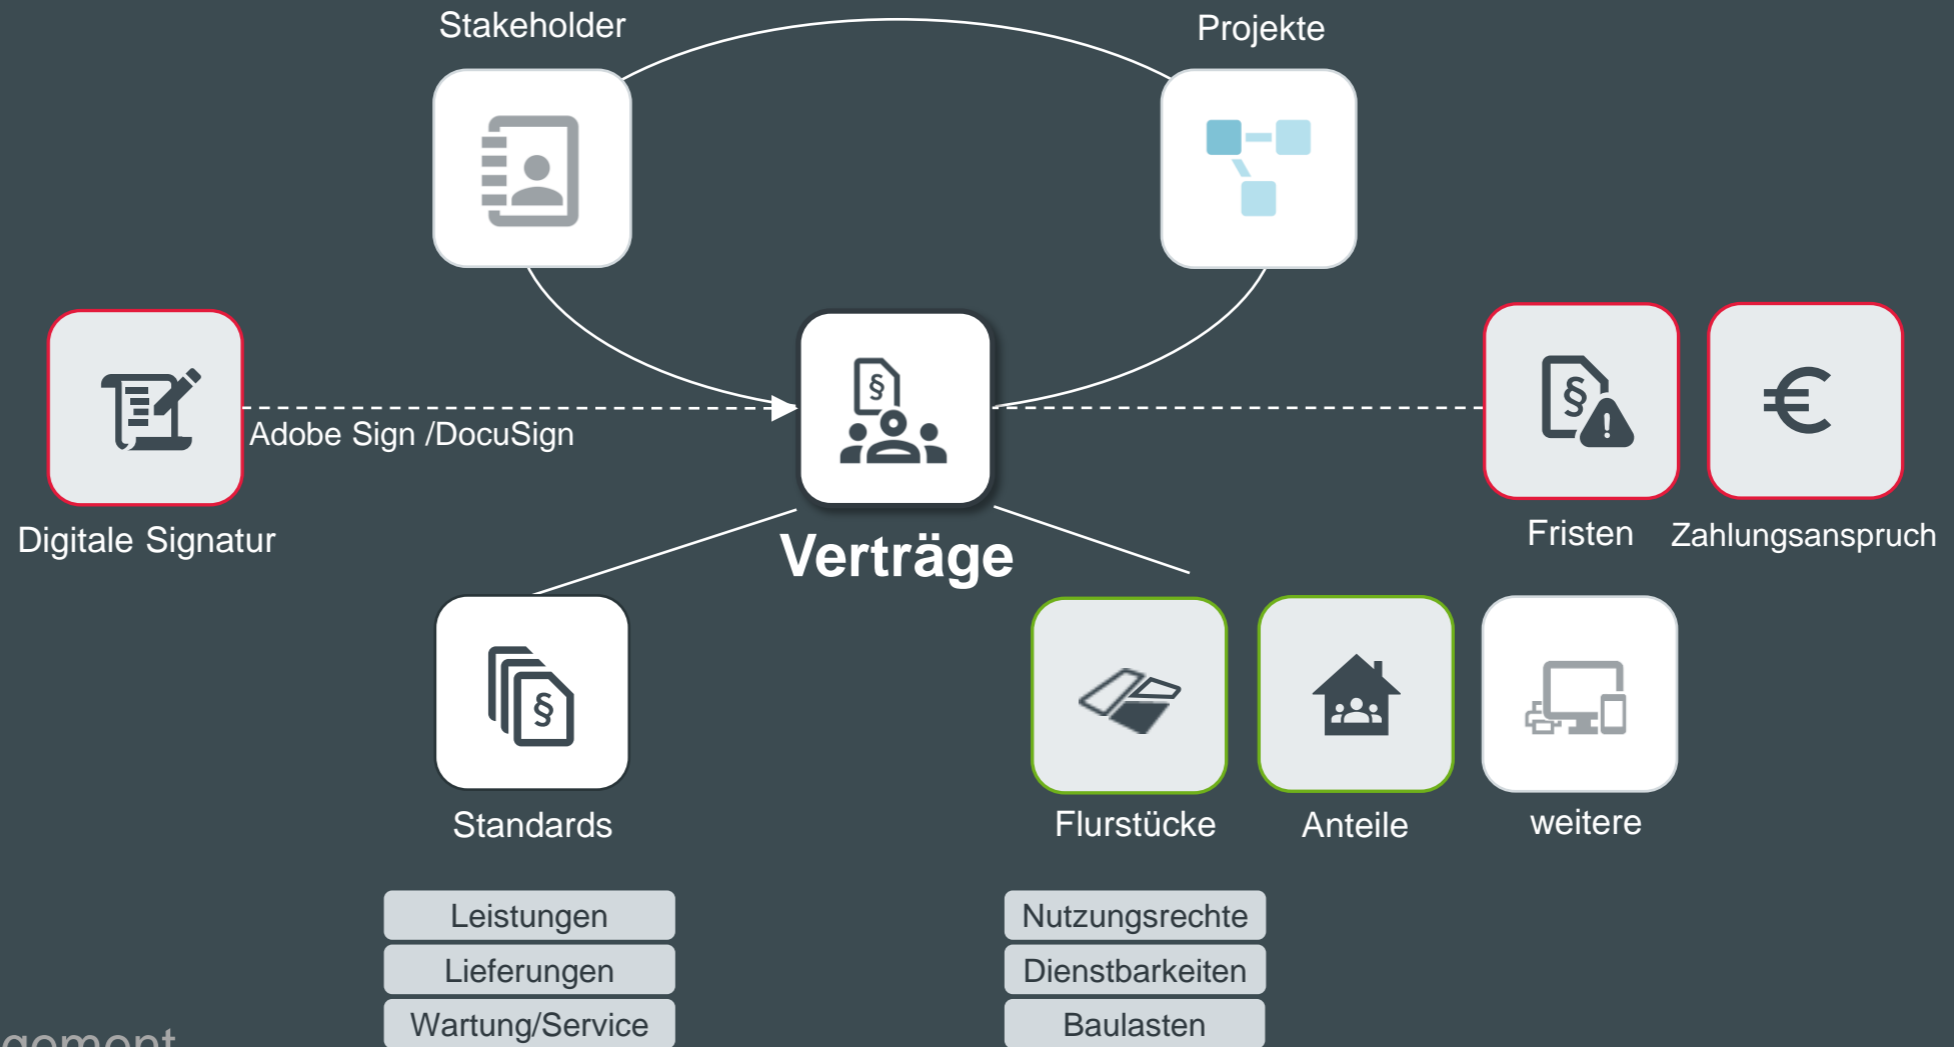 Stakeholder
Projekte
§
Adobe Sign /DocuSign
§
!
€
Digitale Signatur
Verträge
Fristen
Zahlungsanspruch
§
Standards
Flurstücke
Anteile
weitere
Leistungen
Lieferungen
Wartung/Service
Nutzungsrechte
Dienstbarkeiten
Baulasten